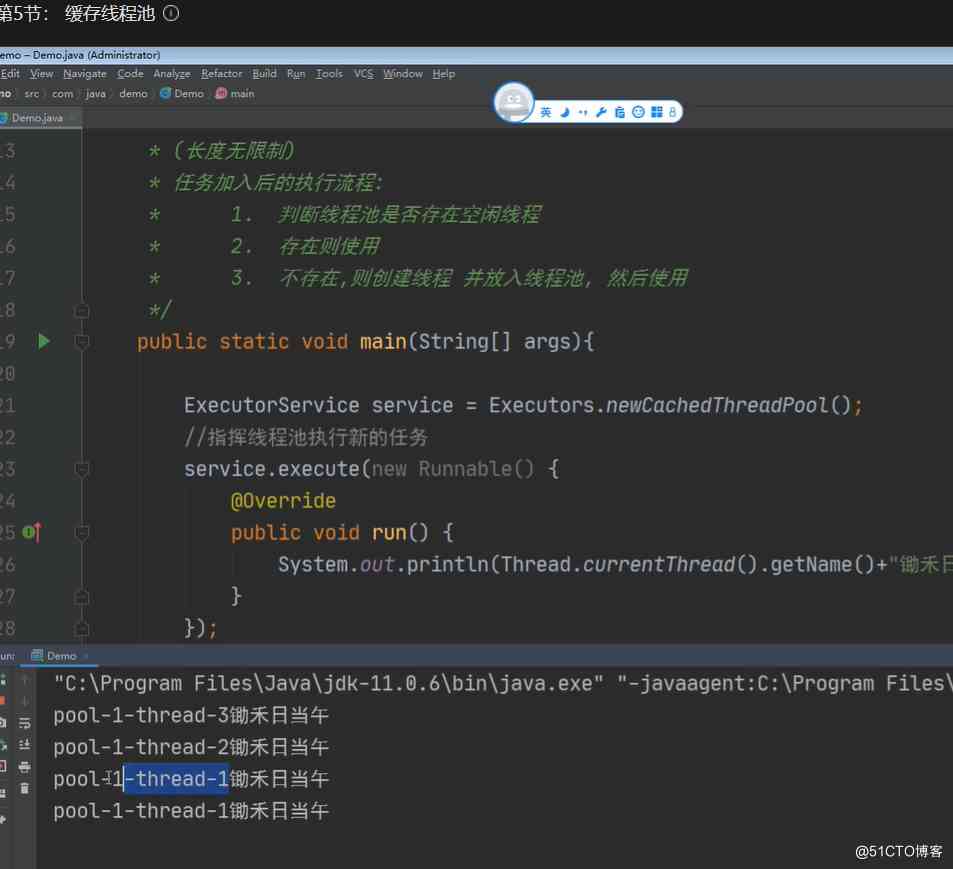 第5节： 缓存线程池
emo – Demo.java (Administrator)
Edit View Navigate Code Analyze Refactor Build Run Tools VCS Window Help
mo src com java demo Demo main
英
Demo.java
13 * (长度无限制)
14 * 任务加入后的执行流程:
15 * 1. 判断线程池是否存在空闲线程
16 * 2. 存在则使用
17 * 3. 不存在,则创建线程 并放入线程池, 然后使用
18 */
19 public static void main(String[] args){
20
21 ExecutorService service = Executors.newCachedThreadPool();
22 //指挥线程池执行新的任务
23 service.execute(new Runnable() {
24 @Override
25 public void run() {
26 System.out.println(Thread.currentThread().getName()+"锄禾日
27 }
28 });
un: Demo
"C:\Program Files\Java\jdk-11.0.6\bin\java.exe" "-javaagent:C:\Program Files\
pool-1-thread-3锄禾日当午
pool-1-thread-2锄禾日当午
pool-1-thread-1锄禾日当午
pool-1-thread-1锄禾日当午
@51CTO博客